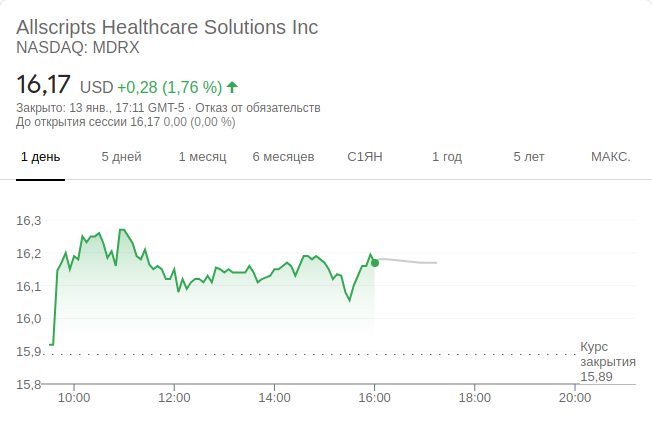 Allscripts Healthcare Solutions Inc
NASDAQ: MDRX
16,17 USD +0,28 (1,76 %)
Закрыто: 13 янв., 17:11 GMT-5 · Отказ от обязательств
До открытия сессии 16,17 0,00 (0,00 %)
1 день 5 дней 1 месяц 6 месяцев С1ЯН 1 год 5 лет МАКС.
16,3
16,2
16,1
16,0
15,9
15,8
Курс
закрытия
15,89
10:00 12:00 14:00 16:00 18:00 20:00